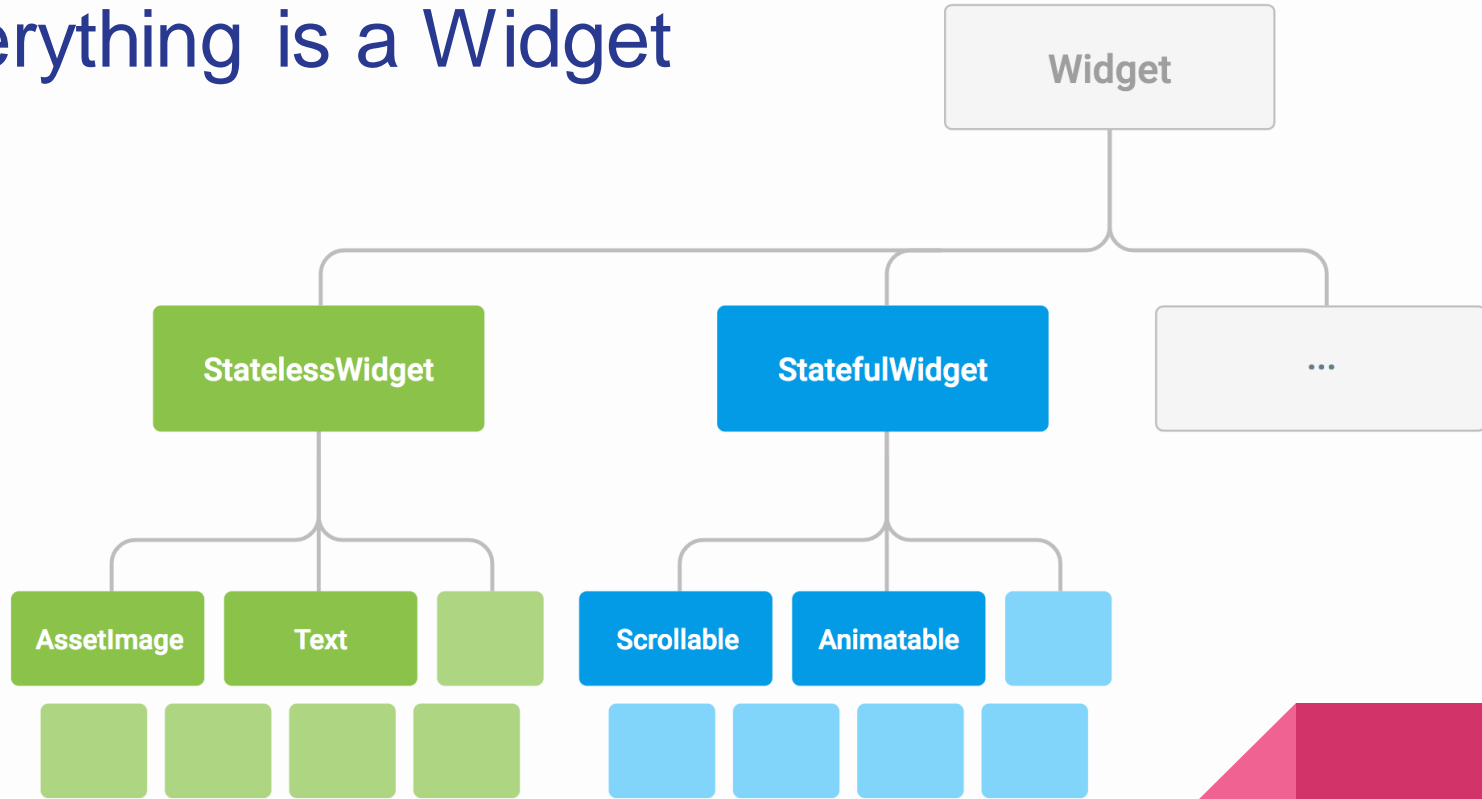 erything is a Widget
Widget
StatelessWidget
StatefulWidget
...
AssetImage
Text
Scrollable
Animatable